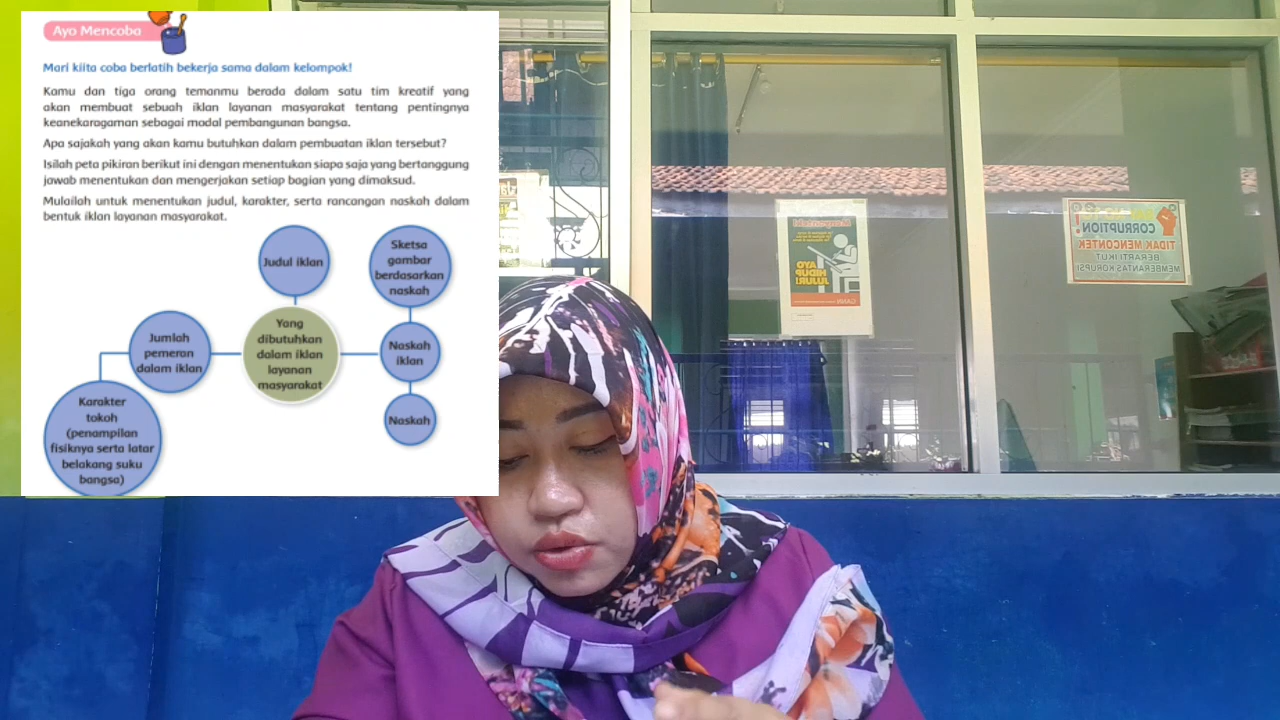 Ayo Mencoba
Mari kiita coba berlatih bekerja sama dalam kelompok!
Kamu dan tiga orang temanmu berada dalam satu tim kreatif yang
akan membuat sebuah iklan layanan masyarakat tentang pentingnya
keanekaragaman sebagai modal pembangunan bangsa.
Apa sajakah yang akan kamu butuhkan dalam pembuatan iklan tersebut?
Isilah peta pikiran berikut ini dengan menentukan siapa saja yang bertanggung
jawab menentukan dan mengerjakan setiap bagian yang dimaksud.
Mulailah untuk menentukan judul, karakter, serta rancangan naskah dalam
bentuk iklan layanan masyarakat.
Judul iklan
Sketsa
gambar
berdasarkan
naskah
Jumlah
pemeran
dalam iklan
Yang
dibutuhkan
dalam iklan
layanan
masyarakat
Naskah
iklan
Karakter
tokoh
(penampilan
fisiknya serta latar
belakang suku
bangsa)
Naskah
AYO
HIDUP
JUJUR!
CORRUPTION
TIDAK MENCONTEK
BERARTI IKUT
MEMBERANTAS KORUPSI